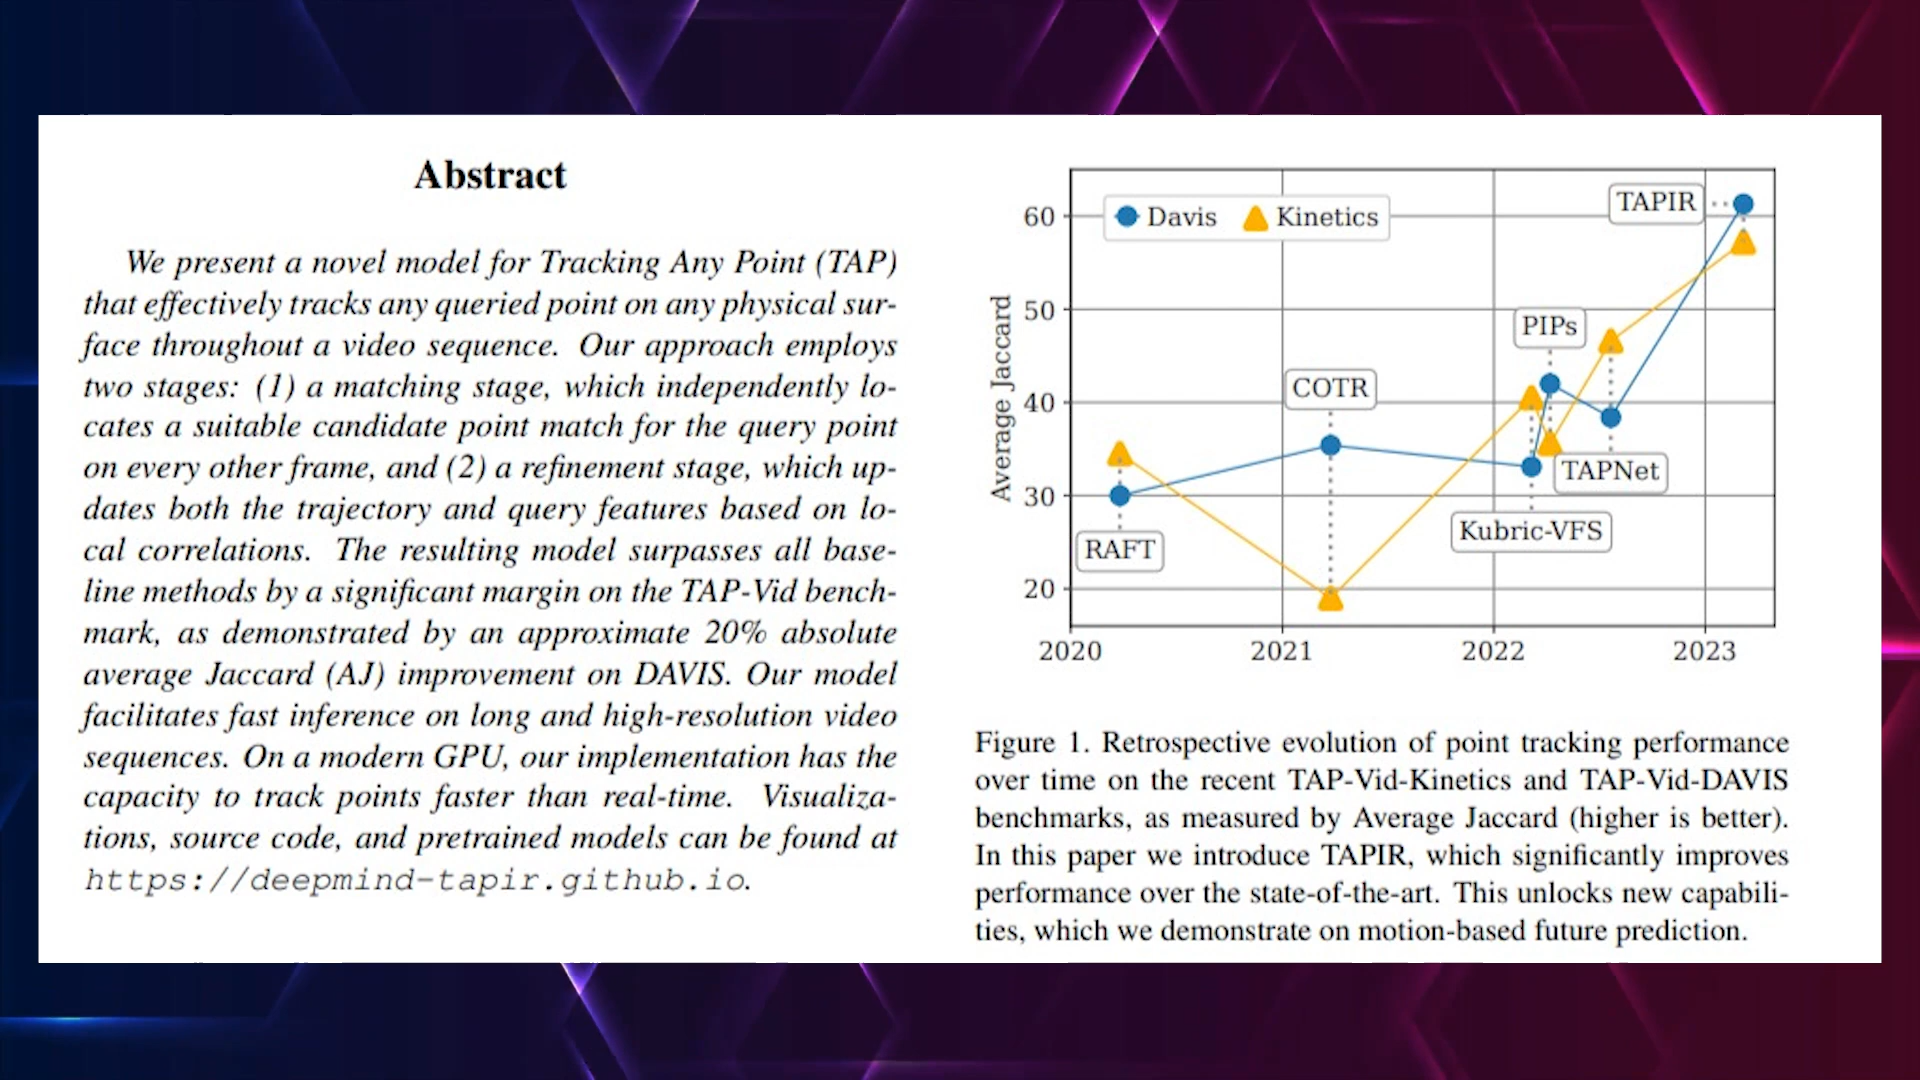 Abstract
We present a novel model for Tracking Any Point (TAP)
that effectively tracks any queried point on any physical sur-
face throughout a video sequence. Our approach employs
two stages: (1) a matching stage, which independently lo-
cates a suitable candidate point match for the query point
on every other frame, and (2) a refinement stage, which up-
dates both the trajectory and query features based on lo-
cal correlations. The resulting model surpasses all base-
line methods by a significant margin on the TAP-Vid bench-
mark, as demonstrated by an approximate 20% absolute
average Jaccard (AJ) improvement on DAVIS. Our model
facilitates fast inference on long and high-resolution video
sequences. On a modern GPU, our implementation has the
capacity to track points faster than real-time. Visualiza-
tions, source code, and pretrained models can be found at
https://deepmind-tapir.github.io.
Davis
Kinetics
TAPIR
PIPs
COTR
TAPNet
Kubric-VFS
RAFT
Average Jaccard
60
50
40
30
20
2020
2021
2022
2023
Figure 1. Retrospective evolution of point tracking performance
over time on the recent TAP-Vid-Kinetics and TAP-Vid-DAVIS
benchmarks, as measured by Average Jaccard (higher is better).
In this paper we introduce TAPIR, which significantly improves
performance over the state-of-the-art. This unlocks new capabili-
ties, which we demonstrate on motion-based future prediction.